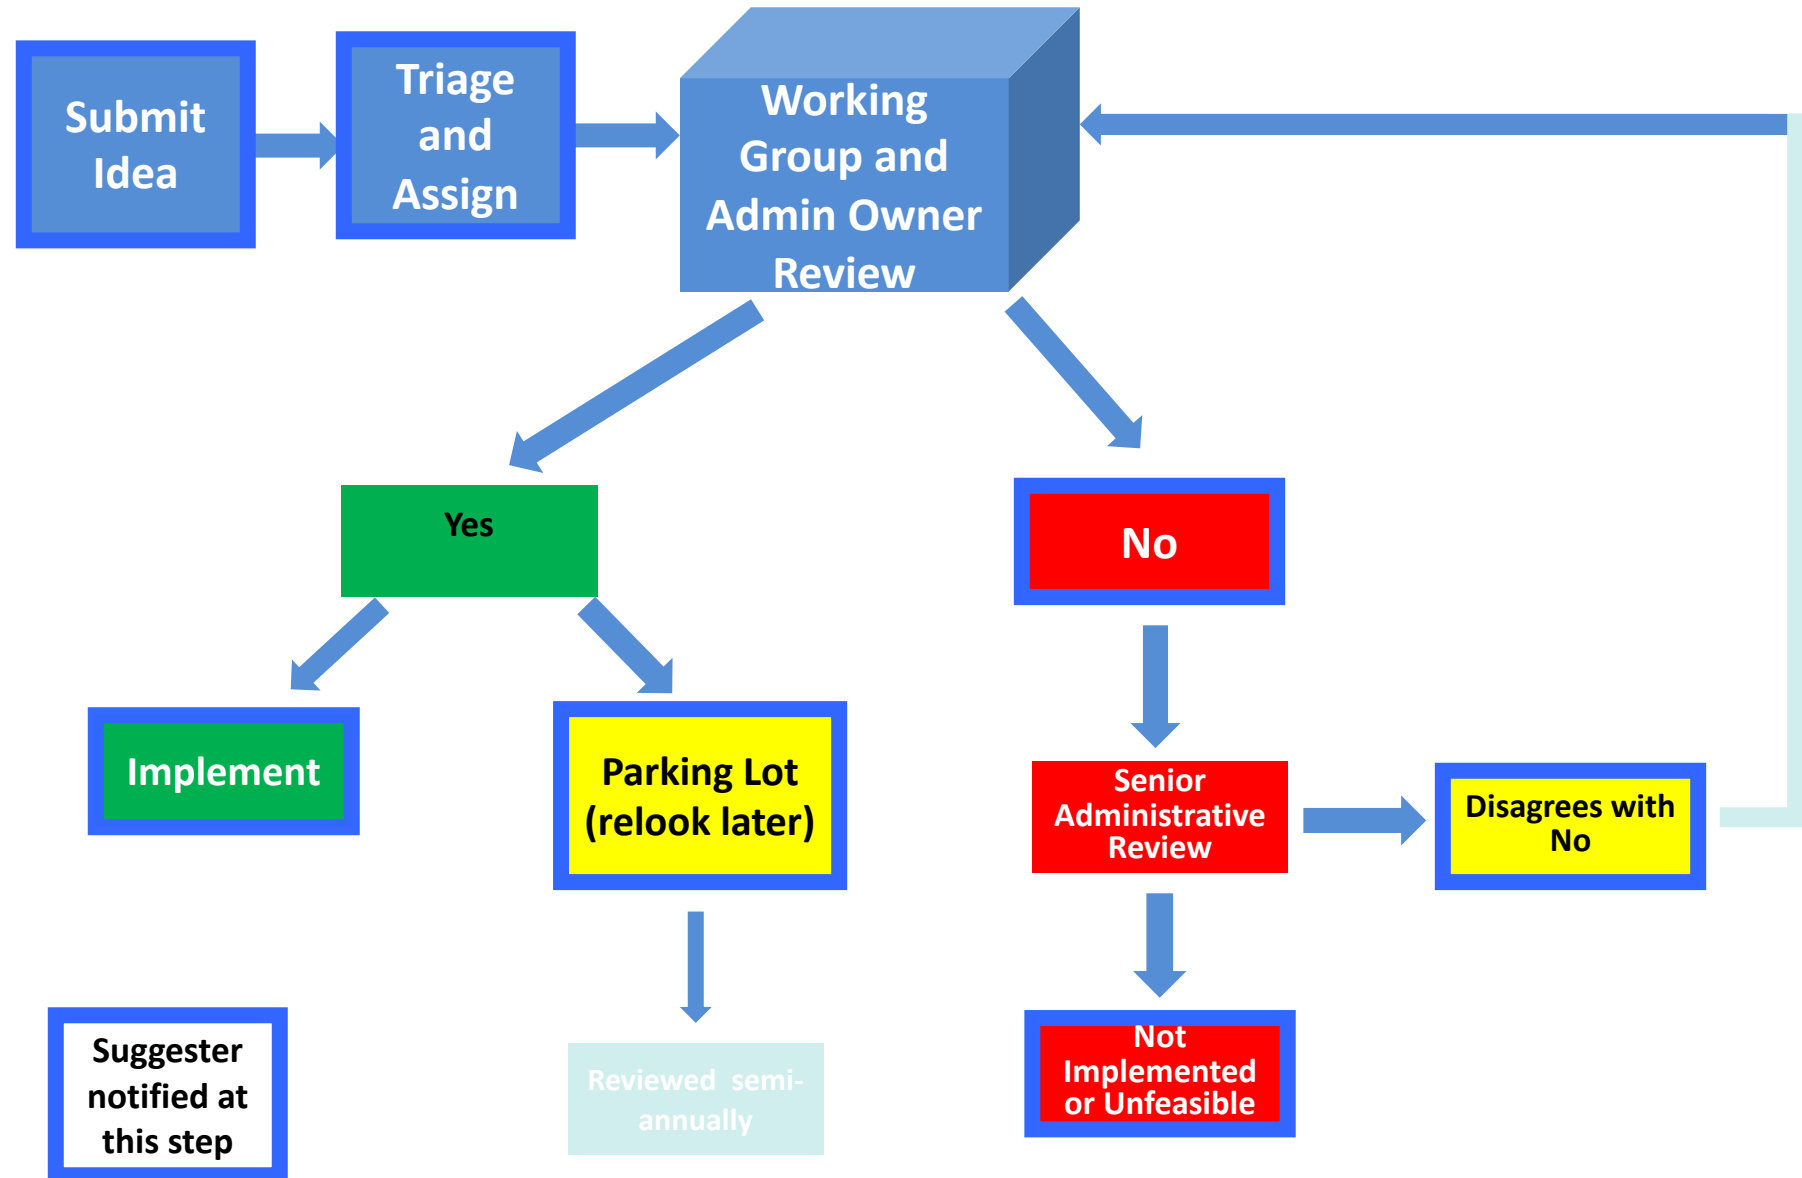 Submit
Idea
Triage
and
Assign
Working
Group and
Admin Owner
Review
Yes
No
Implement
Parking Lot
(relook later)
Senior
Administrative
Review
Disagrees with
No
Suggester
notified at
this step
Reviewed semi-
annually
Not
Implemented
or Unfeasible